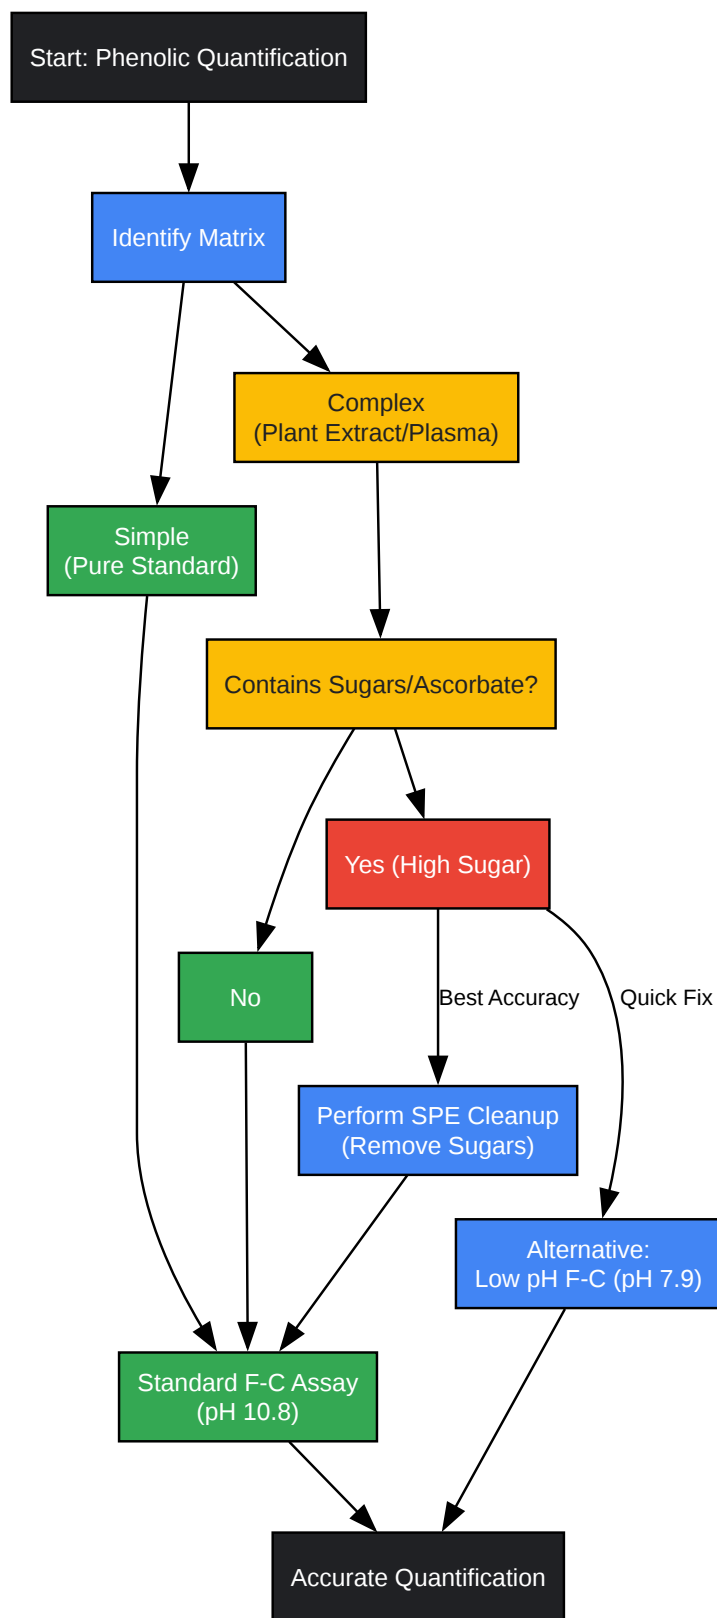 Start: Phenolic Quantification
Identify Matrix
Complex
(Plant Extract/Plasma)
Simple
(Pure Standard)
Contains Sugars/Ascorbate?
Yes (High Sugar)
No
Best Accuracy
Quick Fix
Perform SPE Cleanup
(Remove Sugars)
Alternative:
Low pH F-C (pH 7.9)
Standard F-C Assay
(pH 10.8)
Accurate Quantification